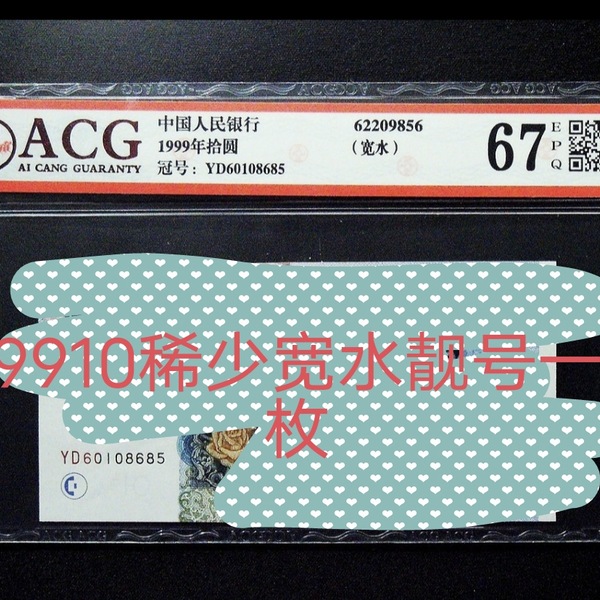 ACG
AI CANG GUARANTY
中国人民银行
1999年拾圆
冠号：YD60108685
62209856
（宽水）
67
EPQ
9910稀少宽水靓号一
枚
YD60108685